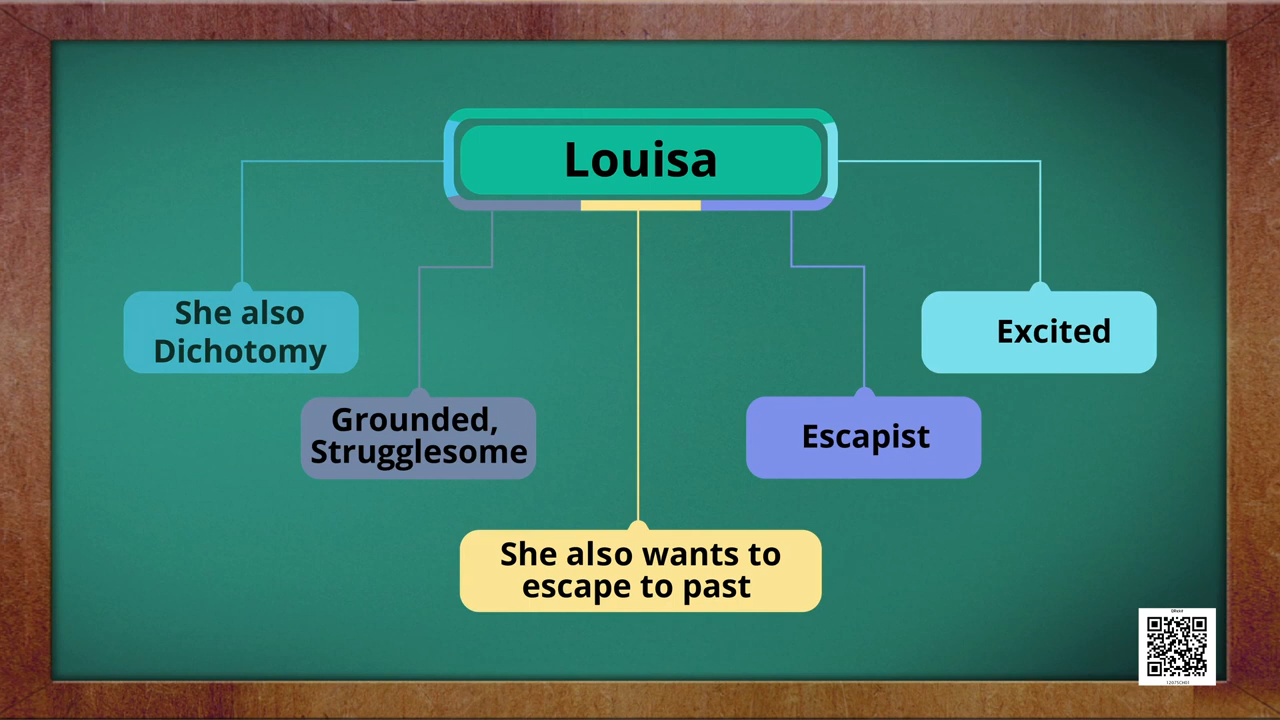 Louisa
She also
Dichotomy
Grounded,
Strugglesome
She also wants to
escape to past
Escapist
Excited